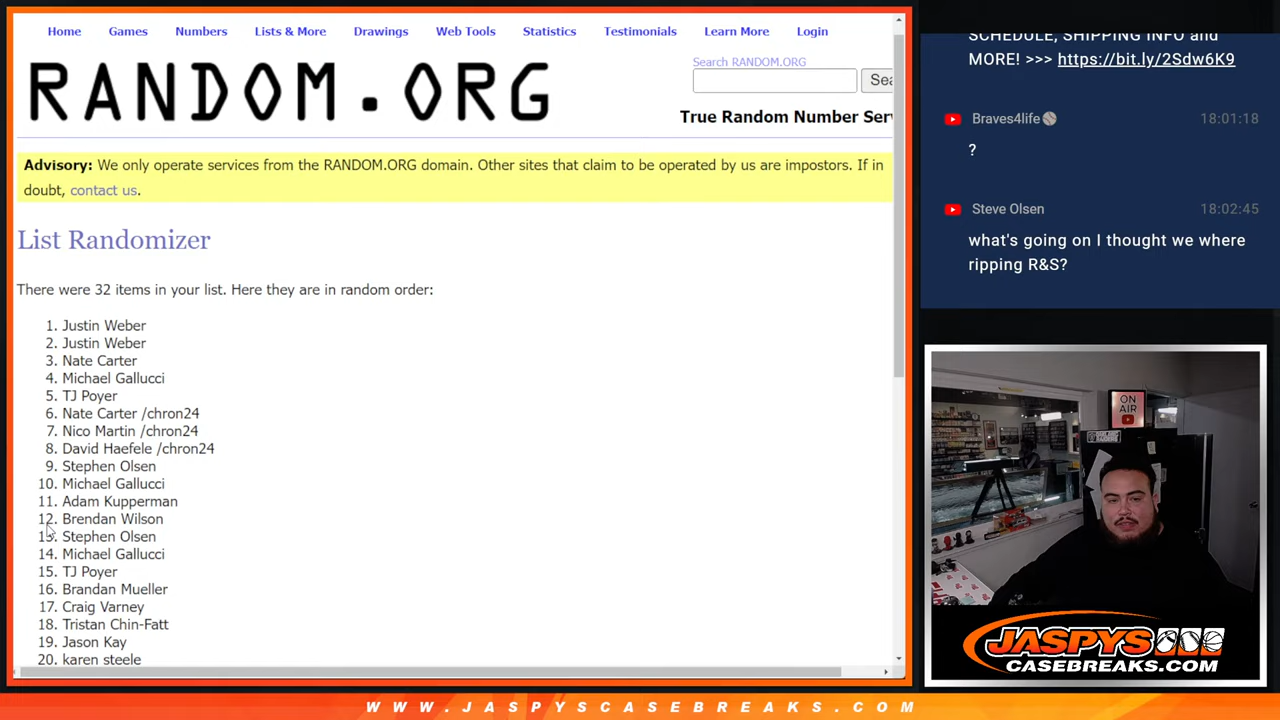 Home Games Numbers Lists & More Drawings Web Tools Statistics Testimonials Learn More Login
RANDOM.ORG
Search RANDOM.ORG
Sea
True Random Number Ser
Advisory: We only operate services from the RANDOM.ORG domain. Other sites that claim to be operated by us are impostors. If in
doubt, contact us.
List Randomizer
There were 32 items in your list. Here they are in random order:
1. Justin Weber
2. Justin Weber
3. Nate Carter
4. Michael Gallucci
5. TJ Poyer
6. Nate Carter /chron24
7. Nico Martin /chron24
8. David Haefele /chron24
9. Stephen Olsen
10. Michael Gallucci
11. Adam Kupperman
12. Brendan Wilson
13. Stephen Olsen
14. Michael Gallucci
15. TJ Poyer
16. Brandan Mueller
17. Craig Varney
18. Tristan Chin-Fatt
19. Jason Kay
20. karen steele
SCHEDULE, SHIPPING INFO and
MORE! >>> https://bit.ly/2Sdw6K9
Braves4life 18:01:18
?
Steve Olsen 18:02:45
what's going on I thought we where
ripping R&S?
ON
AIR
JASPYS
CASEBREAKS.COM
WWW.JASPYSCASEBREAKS.COM